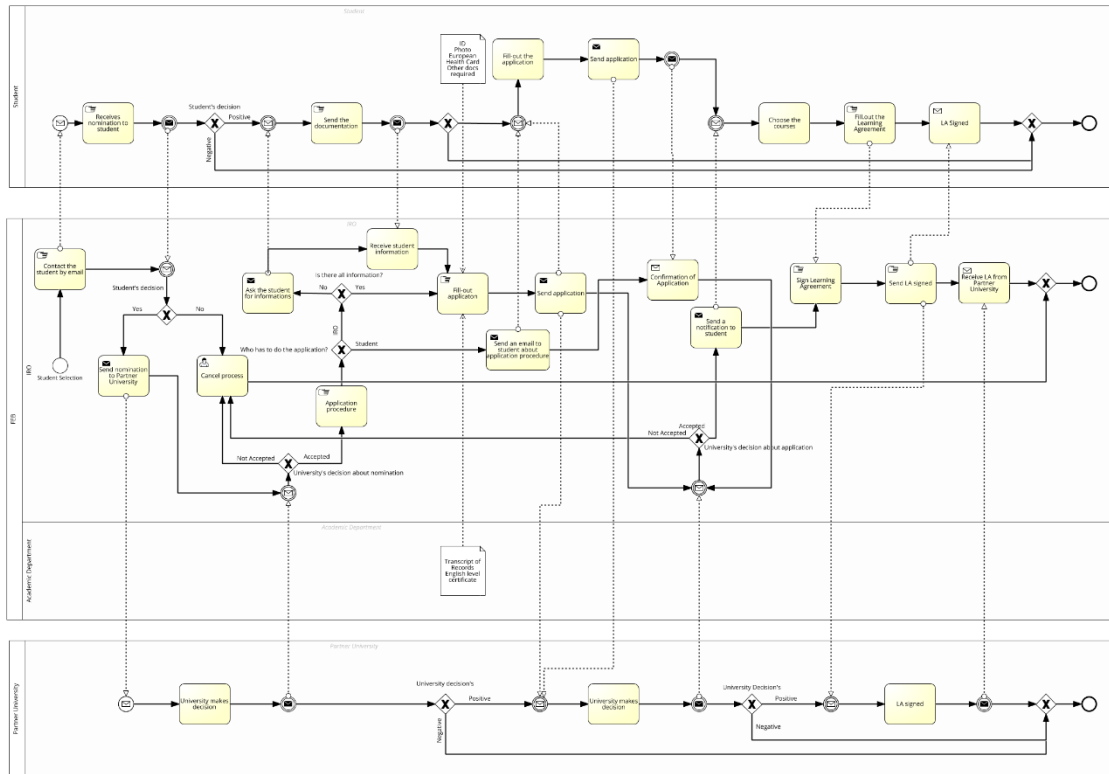 Student
Student
ID
Photo
European
Health Card
Other docs
required
Fill-out the
application
Send application
Receives
nomination to
student
Student's decision
Positive
Negative
Send the
documentation
Choose the
courses
Fill.out the
Learning
Agreement
LA Signed
FEB
IRO
IRO
Contact the
student by email
Student's decision
Yes
No
Student Selection
Send nomination
to Partner
University
Cancel process
Ask the student
for informations
Receive student
information
Is there all information?
No
Yes
IRO
Who has to do the application?
Student
Application
procedure
Fill-out
applicaton
Send application
Send an email to
student about
application procedure
Confirmation of
Application
Send a
notification to
student
Sign Learning
Agreement
Send LA signed
Receive LA from
Partner
University
Not Accepted
Accepted
University's decision about nomination
Not Accepted
Accepted
University's decision about application
Academic Department
Academic Department
Transcript of
Records
English level
certificate
Partner University
Partner University
University makes
decision
University decision's
Positive
Negative
University makes
decision
University Decision's
Positive
Negative
LA signed